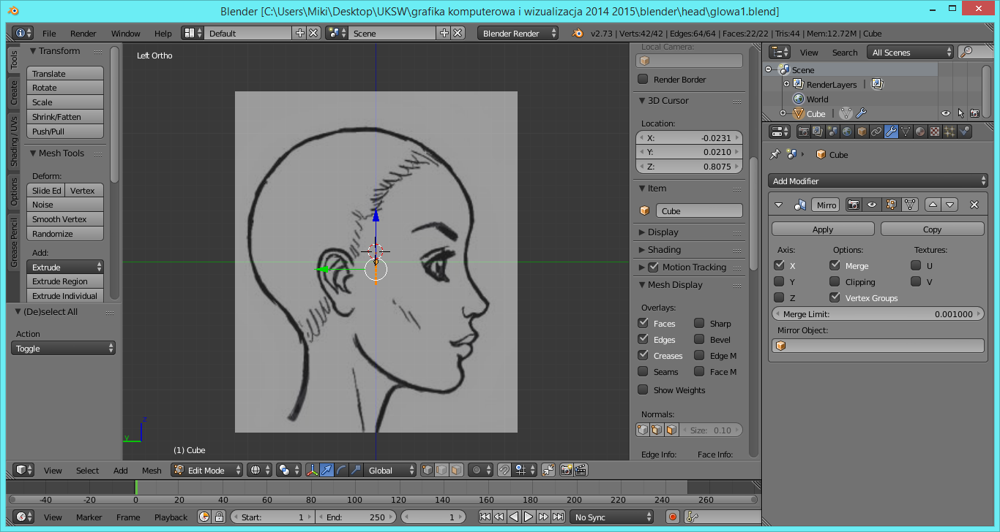 Blender [C:\Users\Miki\Desktop\UKSW\grafika komputerowa i wizualizacja 2014 2015\blender\head\glowa1.blend]
File Render Window Help Default Scene Blender Render v2.73 | Verts:42/42 | Edges:64/64 | Faces:22/22 | Tris:44 | Mem:12.72M | Cube
Tools
Create
Shading / UVs
Options
Grease Pencil
Transform
Translate
Rotate
Scale
Shrink/Fatten
Push/Pull
Mesh Tools
Deform:
Slide Ed Vertex
Noise
Smooth Vertex
Randomize
Add:
Extrude
Extrude Region
Extrude Individual
(De)select All
Action
Toggle
Left Ortho
z
y
(1) Cube
Local Camera:
Render Border
3D Cursor
Location:
X: -0.0231
Y: 0.0210
Z: 0.8075
Item
Cube
Display
Shading
Motion Tracking
Mesh Display
Overlays:
Faces Sharp
Edges Bevel
Creases Edge M
Seams Face M
Show Weights
Normals:
Size: 0.10
Edge Info: Face Info:
View Search All Scenes
Scene
RenderLayers |
World
Cube |
Cube
Add Modifier
Mirro
Apply Copy
Axis: Options: Textures:
X Merge U
Y Clipping V
Z Vertex Groups
Merge Limit: 0.001000
Mirror Object:
View Select Add Mesh Edit Mode Global
-40 -20 0 20 40 60 80 100 120 140 160 180 200 220 240 260
View Marker Frame Playback Start: 1 End: 250 1 No Sync